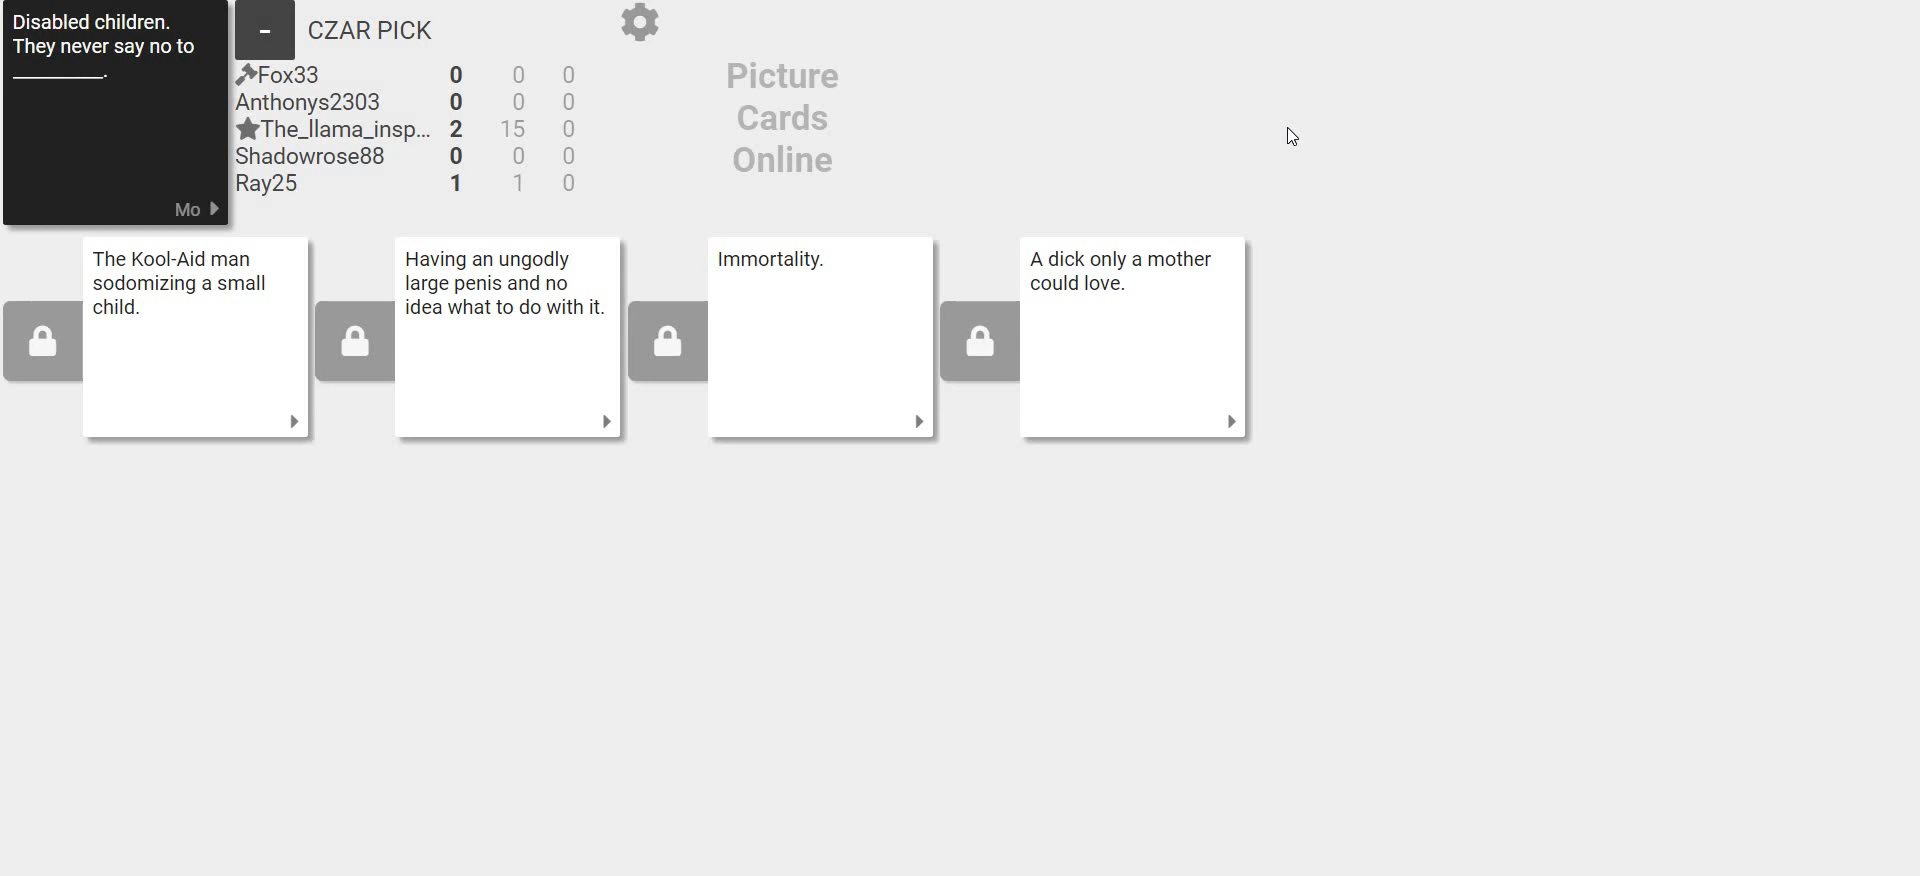 Disabled children.
They never say no to
_________.
Mo
-
CZAR PICK
Fox33 0 0 0
Anthonys2303 0 0 0
The_llama_insp... 2 15 0
Shadowrose88 0 0 0
Ray25 1 1 0
Picture
Cards
Online
The Kool-Aid man
sodomizing a small
child.
Having an ungodly
large penis and no
idea what to do with it.
Immortality.
A dick only a mother
could love.